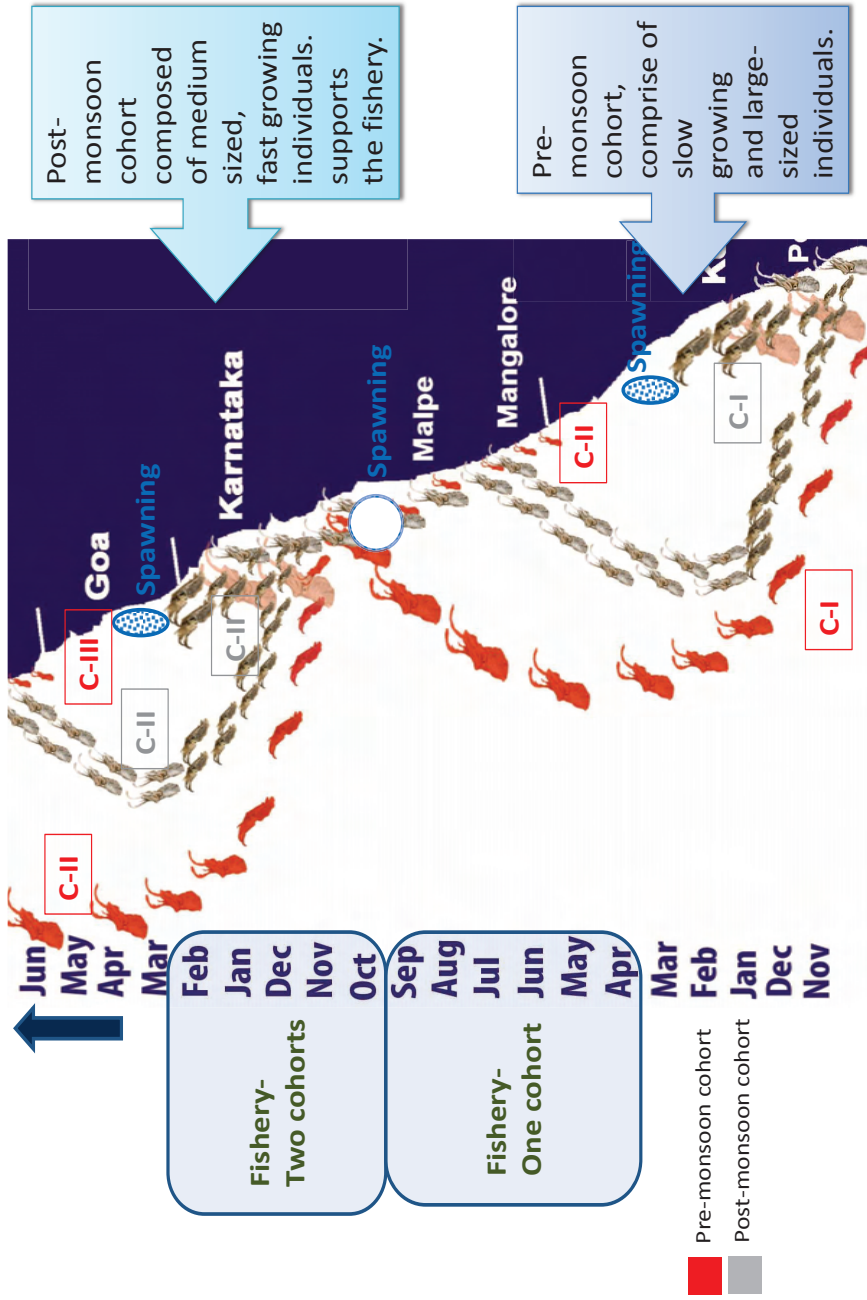 Post-
monsoon
cohort
composed
of medium
sized,
fast growing
individuals.
supports
the fishery.
Pre-
monsoon
cohort,
comprise of
slow
growing
and large-
sized
individuals.
Goa
Spawning
Karnataka
Spawning
Malpe
Mangalore
Spawning
C-III
C-II
C-II
C-II
C-II
C-I
C-I
Jun
May
Apr
Mar
Feb
Jan
Dec
Nov
Oct
Sep
Aug
Jul
Jun
May
Apr
Mar
Feb
Jan
Dec
Nov
Fishery-
Two cohorts
Fishery-
One cohort
Pre-monsoon cohort
Post-monsoon cohort